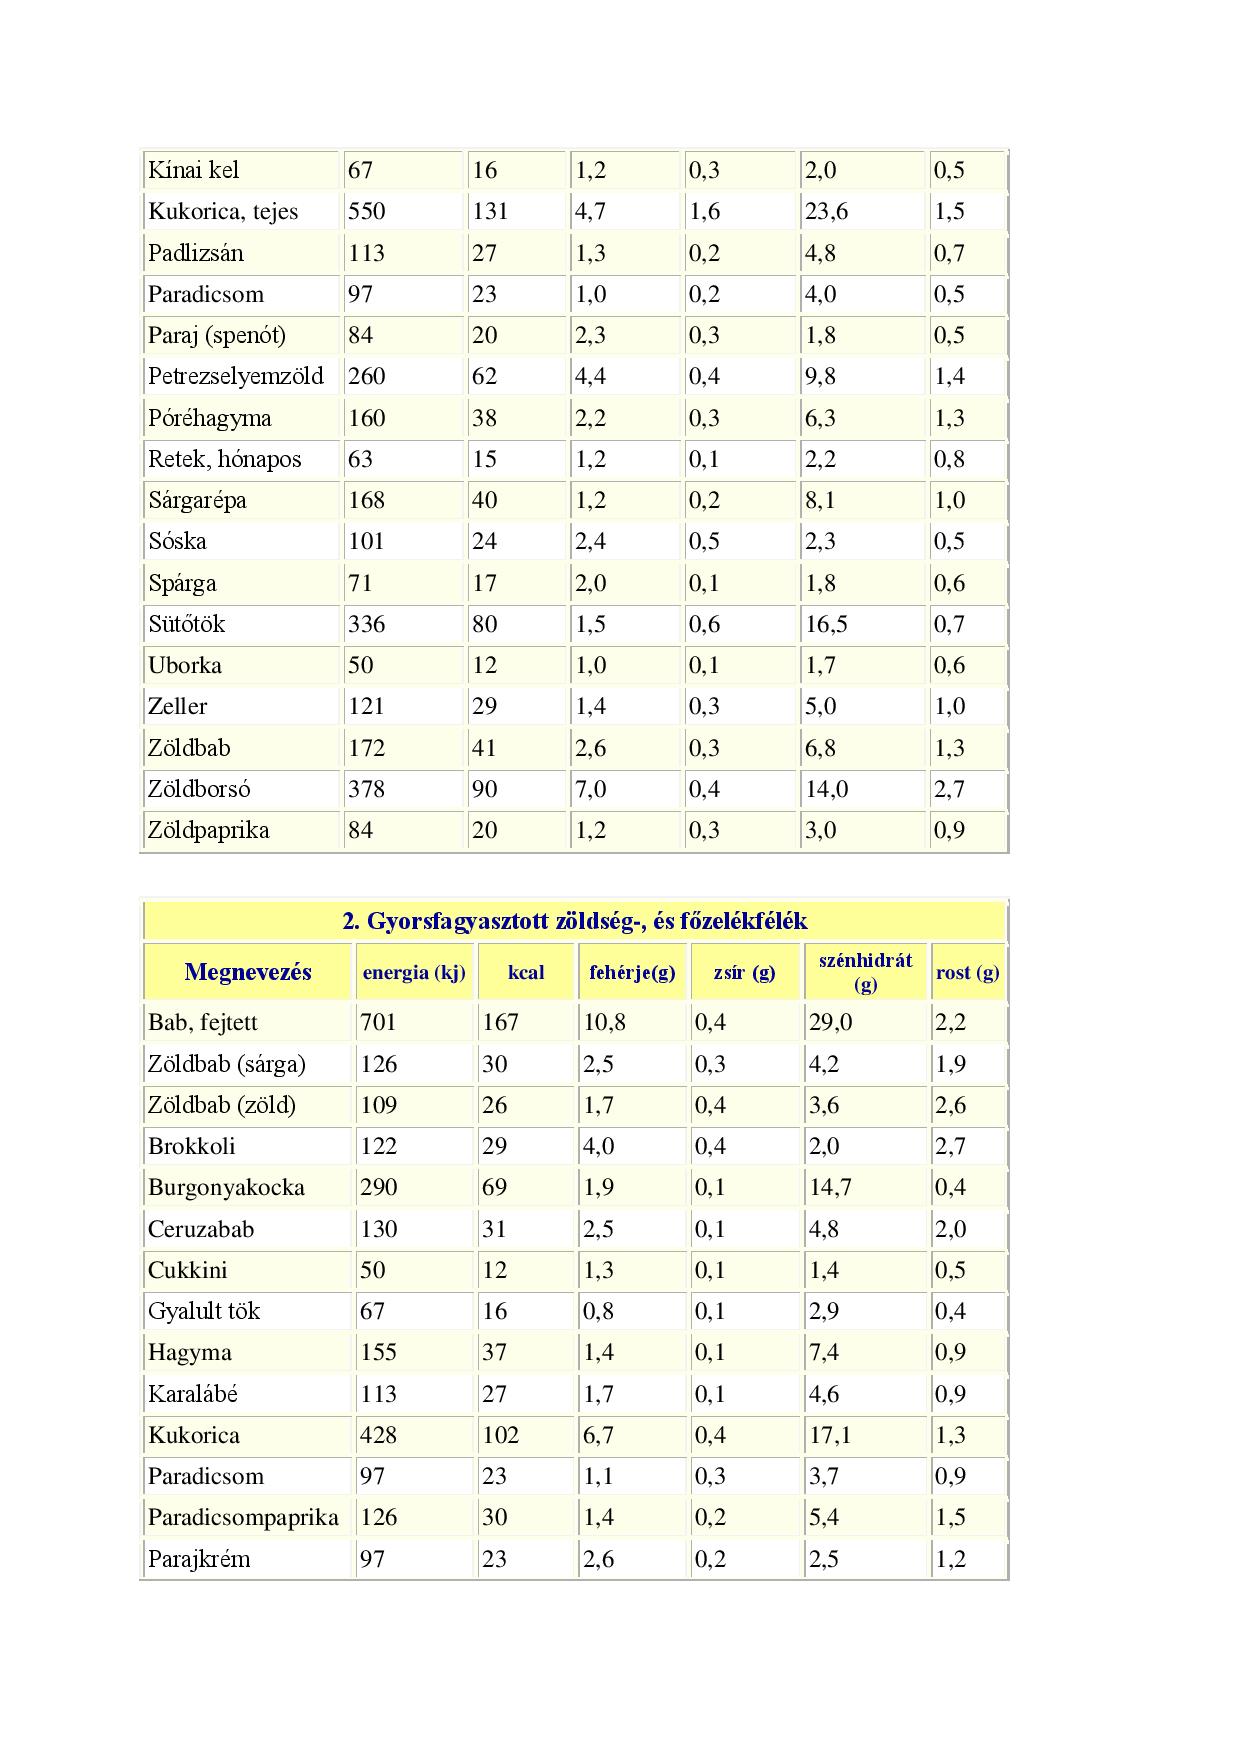 Kínai kel 67 16 1,2 0,3 2,0 0,5
Kukorica, tejes 550 131 4,7 1,6 23,6 1,5
Padlizsán 113 27 1,3 0,2 4,8 0,7
Paradicsom 97 23 1,0 0,2 4,0 0,5
Paraj (spenót) 84 20 2,3 0,3 1,8 0,5
Petrezselyemzöld 260 62 4,4 0,4 9,8 1,4
Póréhagyma 160 38 2,2 0,3 6,3 1,3
Retek, hónapos 63 15 1,2 0,1 2,2 0,8
Sárgarépa 168 40 1,2 0,2 8,1 1,0
Sóska 101 24 2,4 0,5 2,3 0,5
Spárga 71 17 2,0 0,1 1,8 0,6
Sütőtök 336 80 1,5 0,6 16,5 0,7
Uborka 50 12 1,0 0,1 1,7 0,6
Zeller 121 29 1,4 0,3 5,0 1,0
Zöldbab 172 41 2,6 0,3 6,8 1,3
Zöldborsó 378 90 7,0 0,4 14,0 2,7
Zöldpaprika 84 20 1,2 0,3 3,0 0,9
2. Gyorsfagyasztott zöldség-, és főzelékfélék
Megnevezés energia (kj) kcal fehérje(g) zsír (g) szénhidrát (g) rost (g)
Bab, fejtett 701 167 10,8 0,4 29,0 2,2
Zöldbab (sárga) 126 30 2,5 0,3 4,2 1,9
Zöldbab (zöld) 109 26 1,7 0,4 3,6 2,6
Brokkoli 122 29 4,0 0,4 2,0 2,7
Burgonyakocka 290 69 1,9 0,1 14,7 0,4
Ceruzabab 130 31 2,5 0,1 4,8 2,0
Cukkini 50 12 1,3 0,1 1,4 0,5
Gyalult tök 67 16 0,8 0,1 2,9 0,4
Hagyma 155 37 1,4 0,1 7,4 0,9
Karalábé 113 27 1,7 0,1 4,6 0,9
Kukorica 428 102 6,7 0,4 17,1 1,3
Paradicsom 97 23 1,1 0,3 3,7 0,9
Paradicsompaprika 126 30 1,4 0,2 5,4 1,5
Parajkrém 97 23 2,6 0,2 2,5 1,2